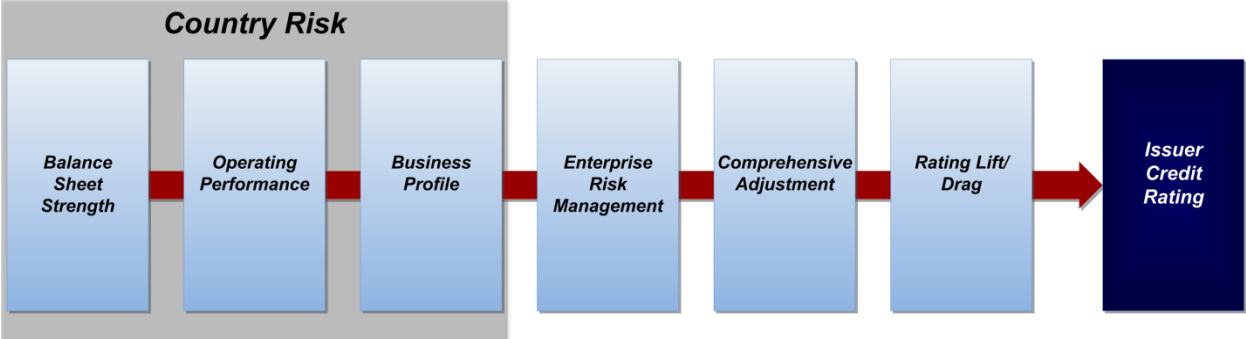 Country Risk
Balance
Sheet
Strength
Operating
Performance
Business
Profile
Enterprise
Risk
Management
Comprehensive
Adjustment
Rating Lift/
Drag
Issuer
Credit
Rating